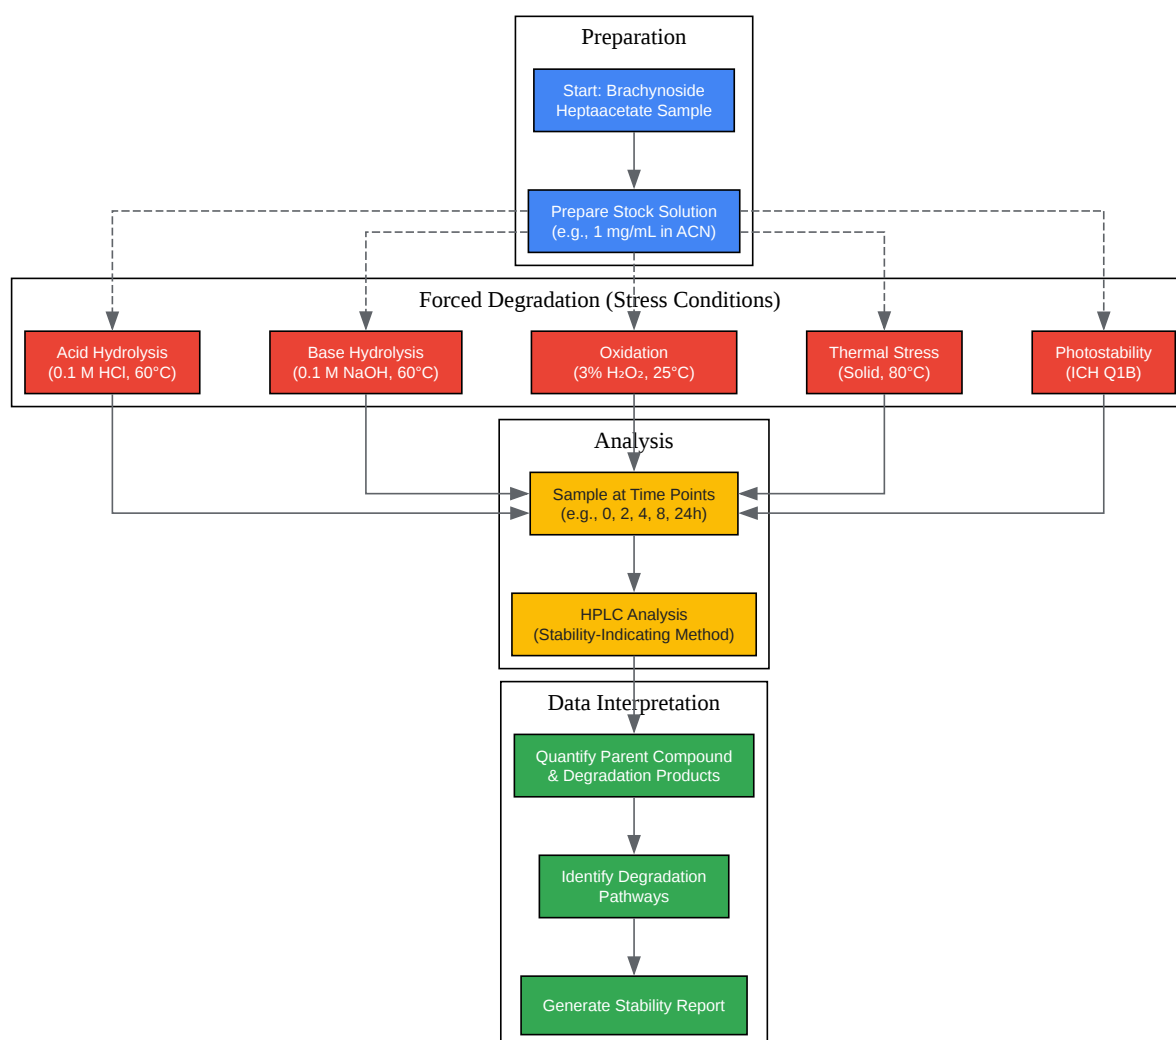 Preparation
Start: Brachynoside
Heptaacetate Sample
Prepare Stock Solution
(e.g., 1 mg/mL in ACN)
Forced Degradation (Stress Conditions)
Acid Hydrolysis
(0.1 M HCl, 60°C)
Base Hydrolysis
(0.1 M NaOH, 60°C)
Oxidation
(3% H₂O₂, 25°C)
Thermal Stress
(Solid, 80°C)
Photostability
(ICH Q1B)
Analysis
Sample at Time Points
(e.g., 0, 2, 4, 8, 24h)
HPLC Analysis
(Stability-Indicating Method)
Data Interpretation
Quantify Parent Compound
& Degradation Products
Identify Degradation
Pathways
Generate Stability Report